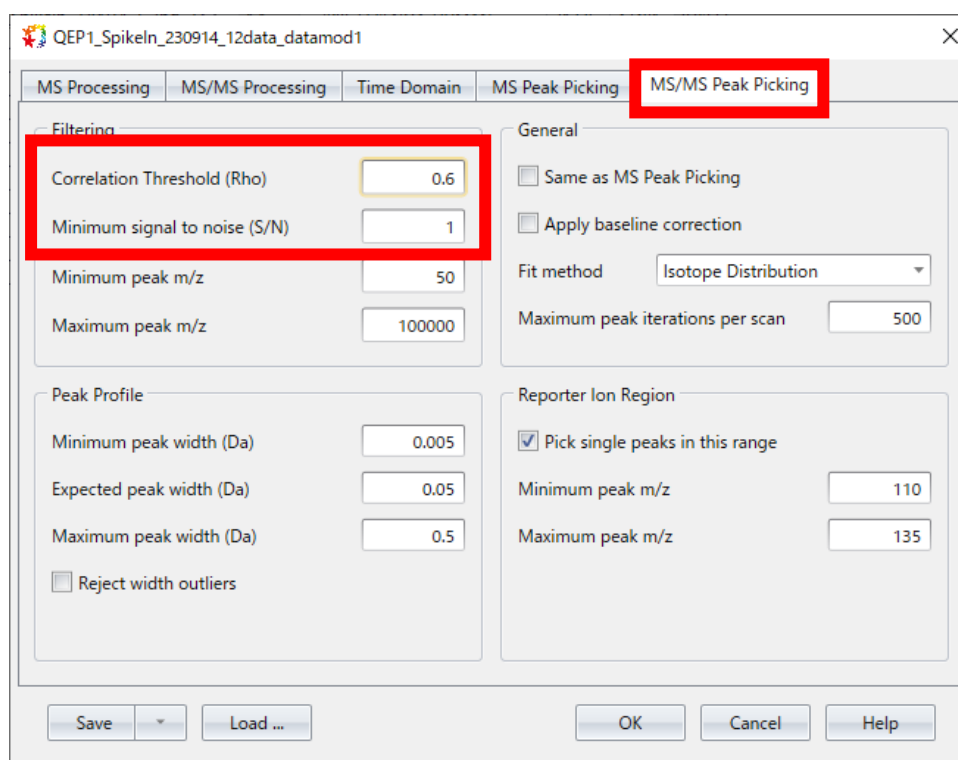 QEP1_SpikeIn_230914_12data_datamod1
MS Processing MS/MS Processing Time Domain MS Peak Picking MS/MS Peak Picking
Filtering
Correlation Threshold (Rho) 0.6
Minimum signal to noise (S/N) 1
Minimum peak m/z 50
Maximum peak m/z 100000
General
Same as MS Peak Picking
Apply baseline correction
Fit method Isotope Distribution
Maximum peak iterations per scan 500
Peak Profile
Minimum peak width (Da) 0.005
Expected peak width (Da) 0.05
Maximum peak width (Da) 0.5
Reject width outliers
Reporter Ion Region
Pick single peaks in this range
Minimum peak m/z 110
Maximum peak m/z 135
Save Load ... OK Cancel Help